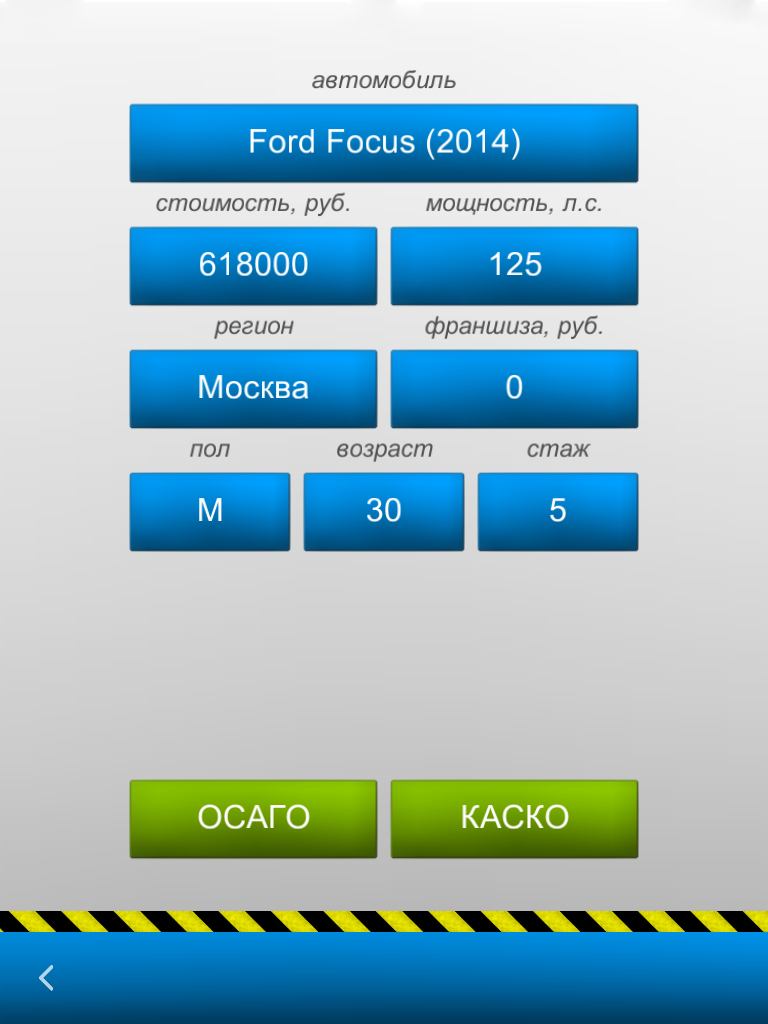 автомобиль
Ford Focus (2014)
стоимость, руб. мощность, л.с.
618000 125
регион франшиза, руб.
Москва 0
пол возраст стаж
М 30 5
ОСАГО КАСКО